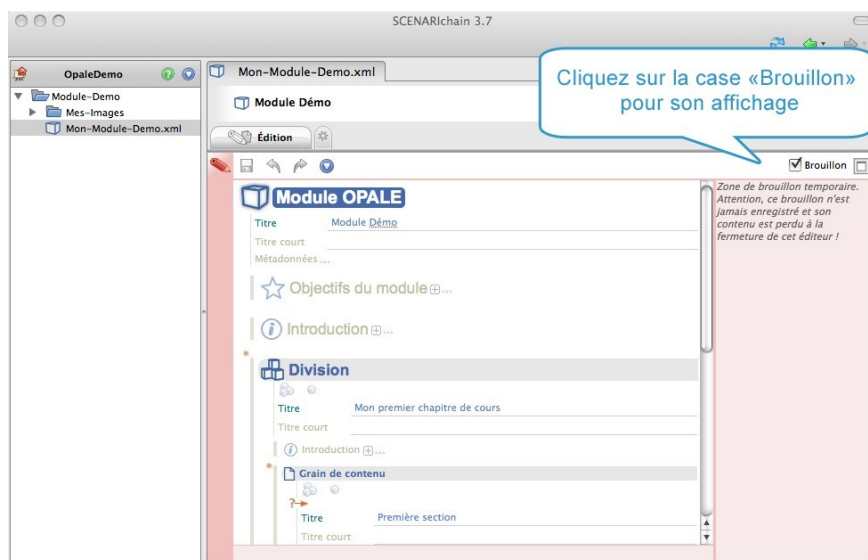 SCENARIchain 3.7
OpaleDemo
Module-Demo
Mes-Images
Mon-Module-Demo.xml
Mon-Module-Demo.xml
Module Démo
Édition
Cliquez sur la case «Brouillon»
pour son affichage
Brouillon
Zone de brouillon temporaire.
Attention, ce brouillon n'est
jamais enregistré et son
contenu est perdu à la
fermeture de cet éditeur !
Module OPALE
Titre Module Démo
Titre court
Métadonnées ...
Objectifs du module ...
Introduction ...
Division
Titre Mon premier chapitre de cours
Titre court
Introduction ...
Grain de contenu
Titre Première section
Titre court